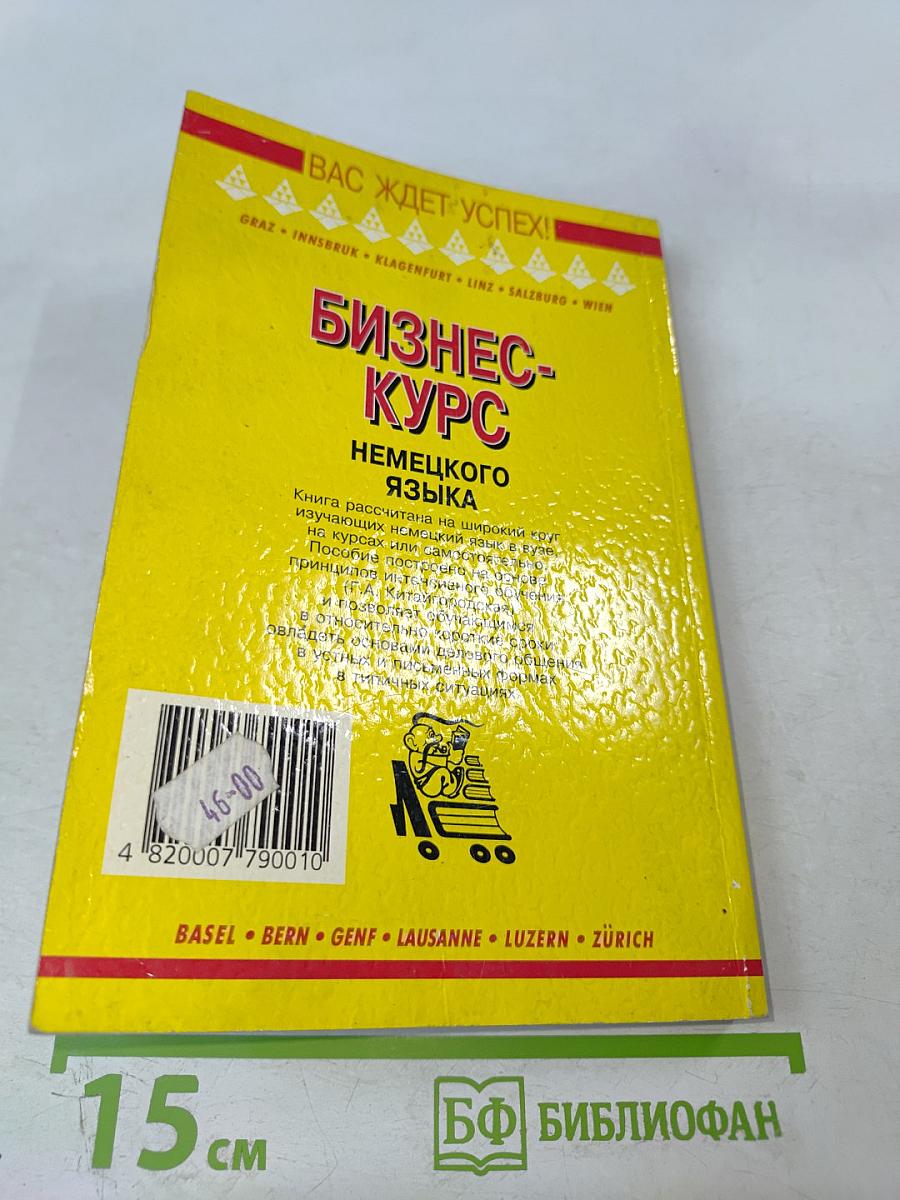 ВАС ЖДЕТ УСПЕХ!
GRAZ • INNSBRUK • KLAGENFURT • LINZ • SALZBURG • WIEN
БИЗНЕС-
КУРС
НЕМЕЦКОГО
ЯЗЫКА
Книга рассчитана на широкий круг
изучающих немецкий язык в вузе,
на курсах или самостоятельно.
Пособие построено на основе
принципов интенсивного обучения
(Г.А. Китайгородская)
и позволяет обучающимся
в относительно короткие сроки
овладеть основами делового общения
в устных и письменных формах
в типичных ситуациях.
46-00
4 820007 790010
BASEL • BERN • GENF • LAUSANNE • LUZERN • ZÜRICH
15 см
БФ БИБЛИОФАН